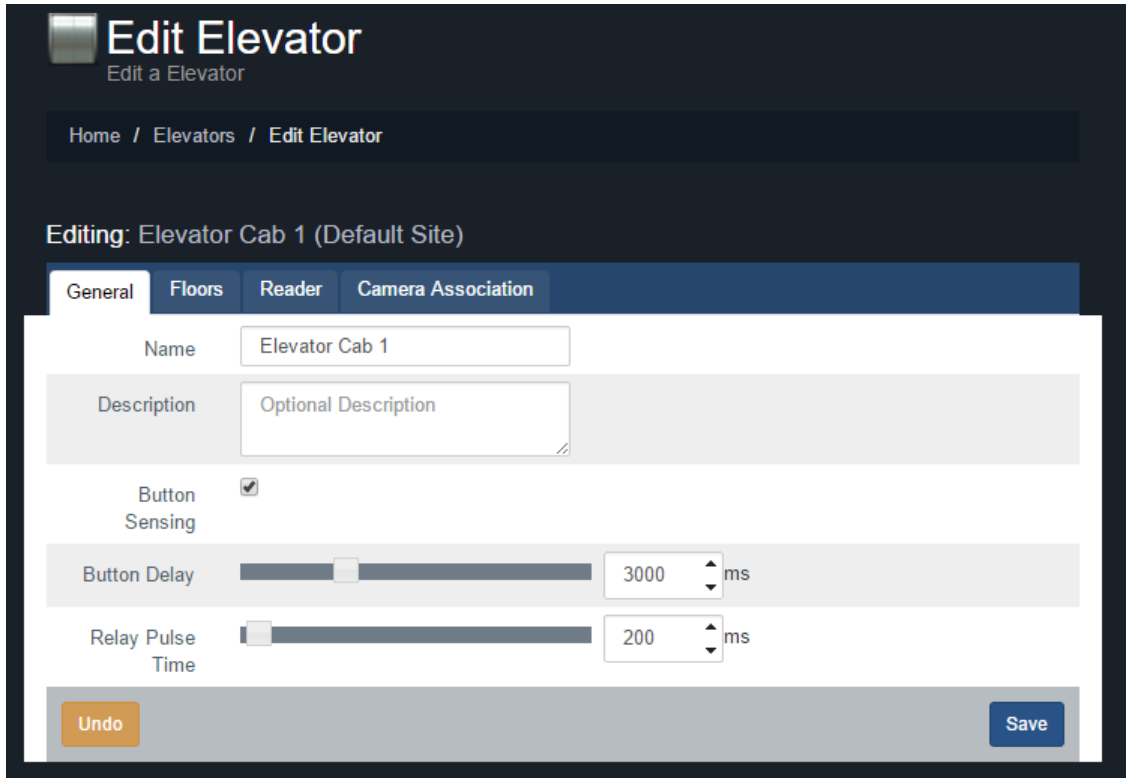 Edit Elevator
Edit a Elevator
Home / Elevators / Edit Elevator
Editing: Elevator Cab 1 (Default Site)
General Floors Reader Camera Association
Name Elevator Cab 1
Description Optional Description
Button
Sensing
Button Delay 3000 ms
Relay Pulse
Time
200 ms
Undo Save